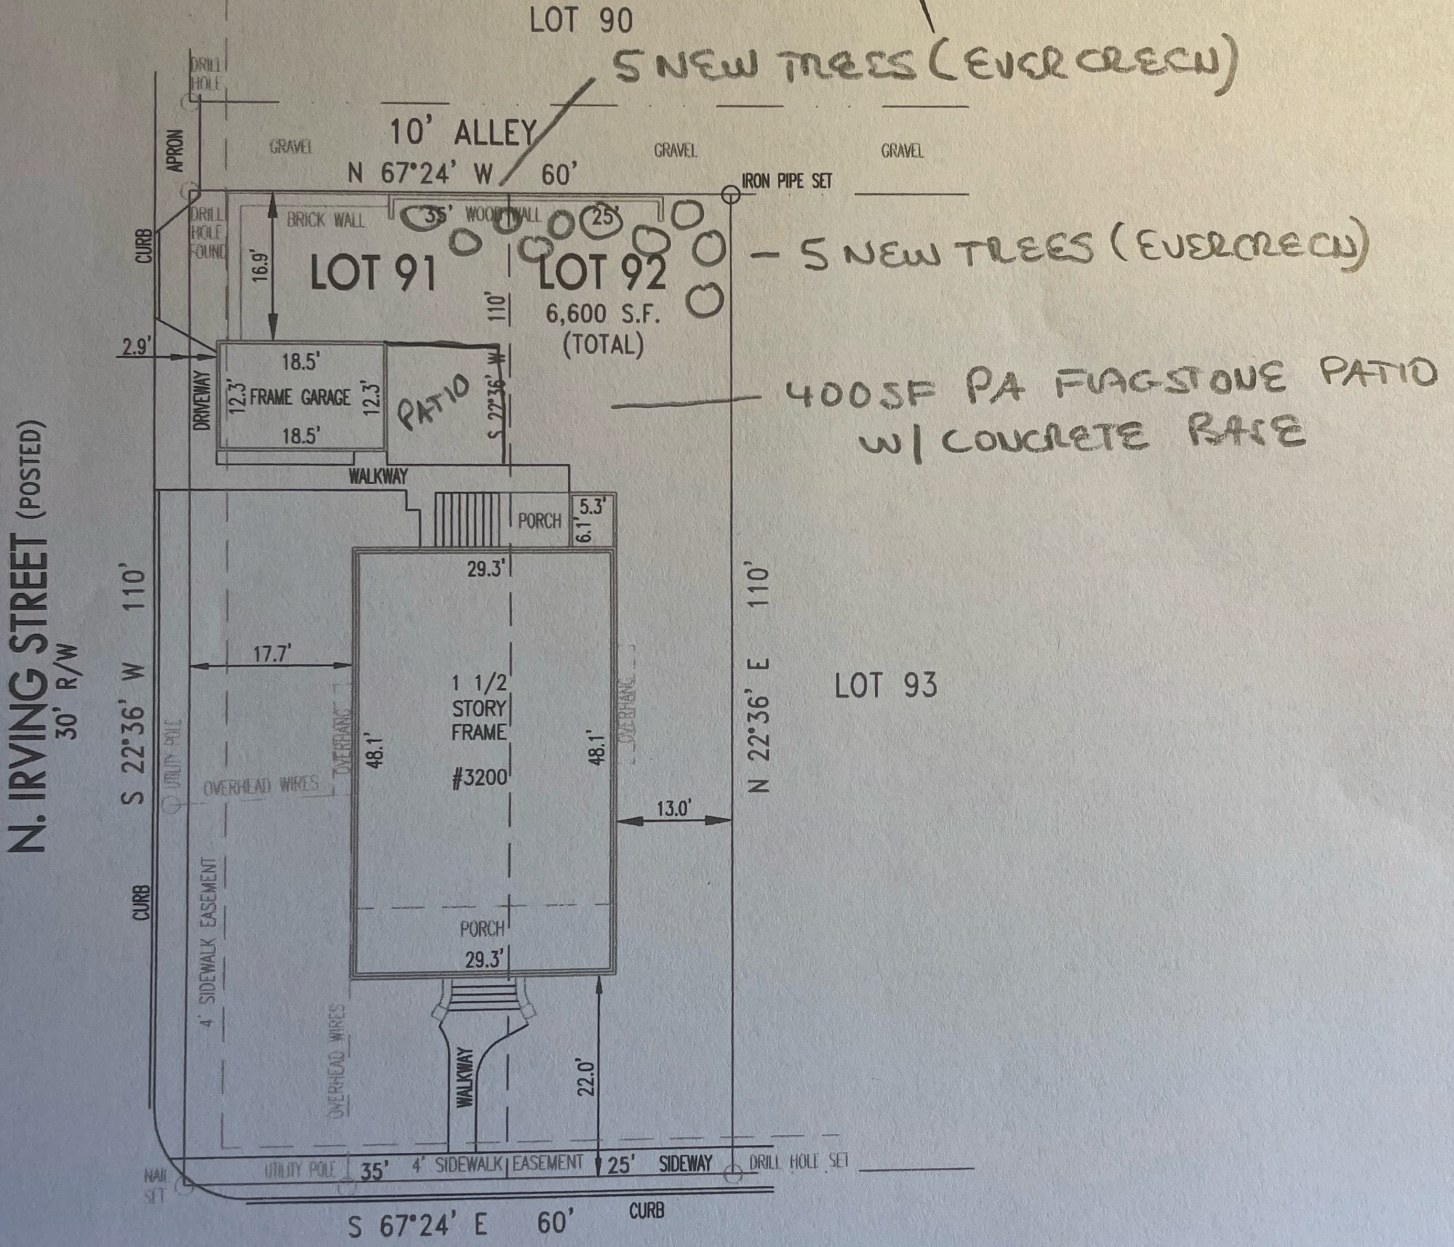 LOT 90
5 NEW TREES (EVERCRECN)
DRILL
HOLE
APRON
10' ALLEY
GRAVEL
GRAVEL
GRAVEL
N 67°24' W 60'
IRON PIPE SET
DRILL
HOLE
FOUND
BRICK WALL
35' WOOD WALL 25'
CURB
16.9'
LOT 91
LOT 92
6,600 S.F.
(TOTAL)
110'
S 22°36' W
- 5 NEW TREES (EVERCRECN)
2.9'
DRIVEWAY
18.5'
12.3' FRAME GARAGE 12.3'
18.5'
PATIO
400SF PA FLAGSTONE PATIO
W/ CONCRETE BASE
WALKWAY
PORCH
5.3'
6.1'
N. IRVING STREET (POSTED)
30' R/W
S 22°36' W 110'
29.3'
17.7'
1 1/2
STORY
FRAME
#3200
48.1'
48.1'
OVERHANG
OVERHANG
UTILITY POLE
OVERHEAD WIRES
N 22°36' E 110'
LOT 93
13.0'
CURB
4' SIDEWALK EASEMENT
PORCH
29.3'
OVERHEAD WIRES
WALKWAY
22.0'
NAIL
SET
UTILITY POLE
35' 4' SIDEWALK EASEMENT 25' SIDEWAY
DRILL HOLE SET
CURB
S 67°24' E 60'